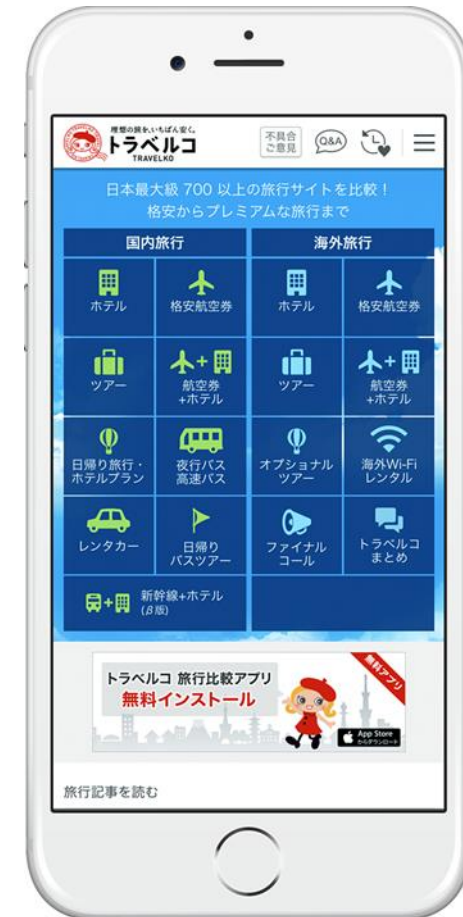 理想の旅を、いちばん安く。
トラベルコ
TRAVELKO
不具合
ご意見
Q&A
日本最大級 700 以上の旅行サイトを比較！
格安からプレミアムな旅行まで
国内旅行
海外旅行
ホテル
格安航空券
ホテル
格安航空券
ツアー
航空券
+ホテル
ツアー
航空券
+ホテル
日帰り旅行・
ホテルプラン
夜行バス
高速バス
オプショナル
ツアー
海外Wi-Fi
レンタル
レンタカー
日帰り
バスツアー
ファイナル
コール
トラベルコ
まとめ
新幹線+ホテル
(β版)
トラベルコ 旅行比較アプリ
無料インストール
無料アプリ
App Store
からダウンロード
旅行記事を読む